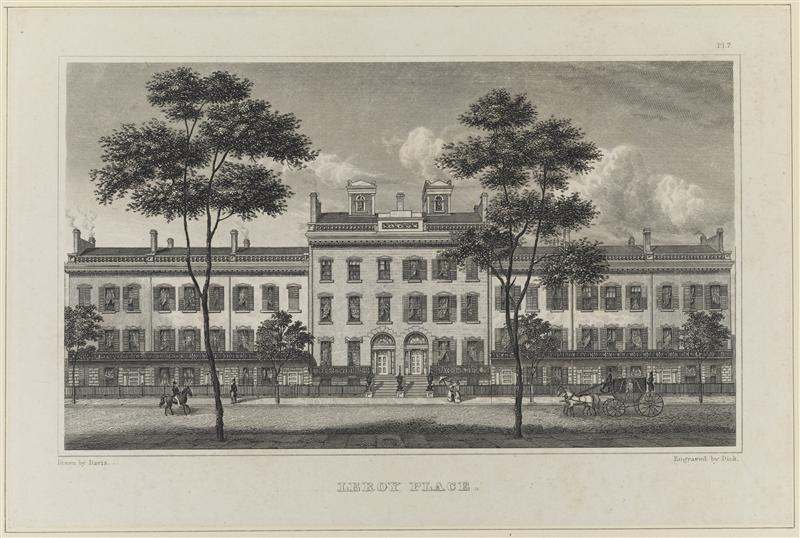 Pl.7.
Drawn by Davis.
Engraved by Dick.
LEROY PLACE.